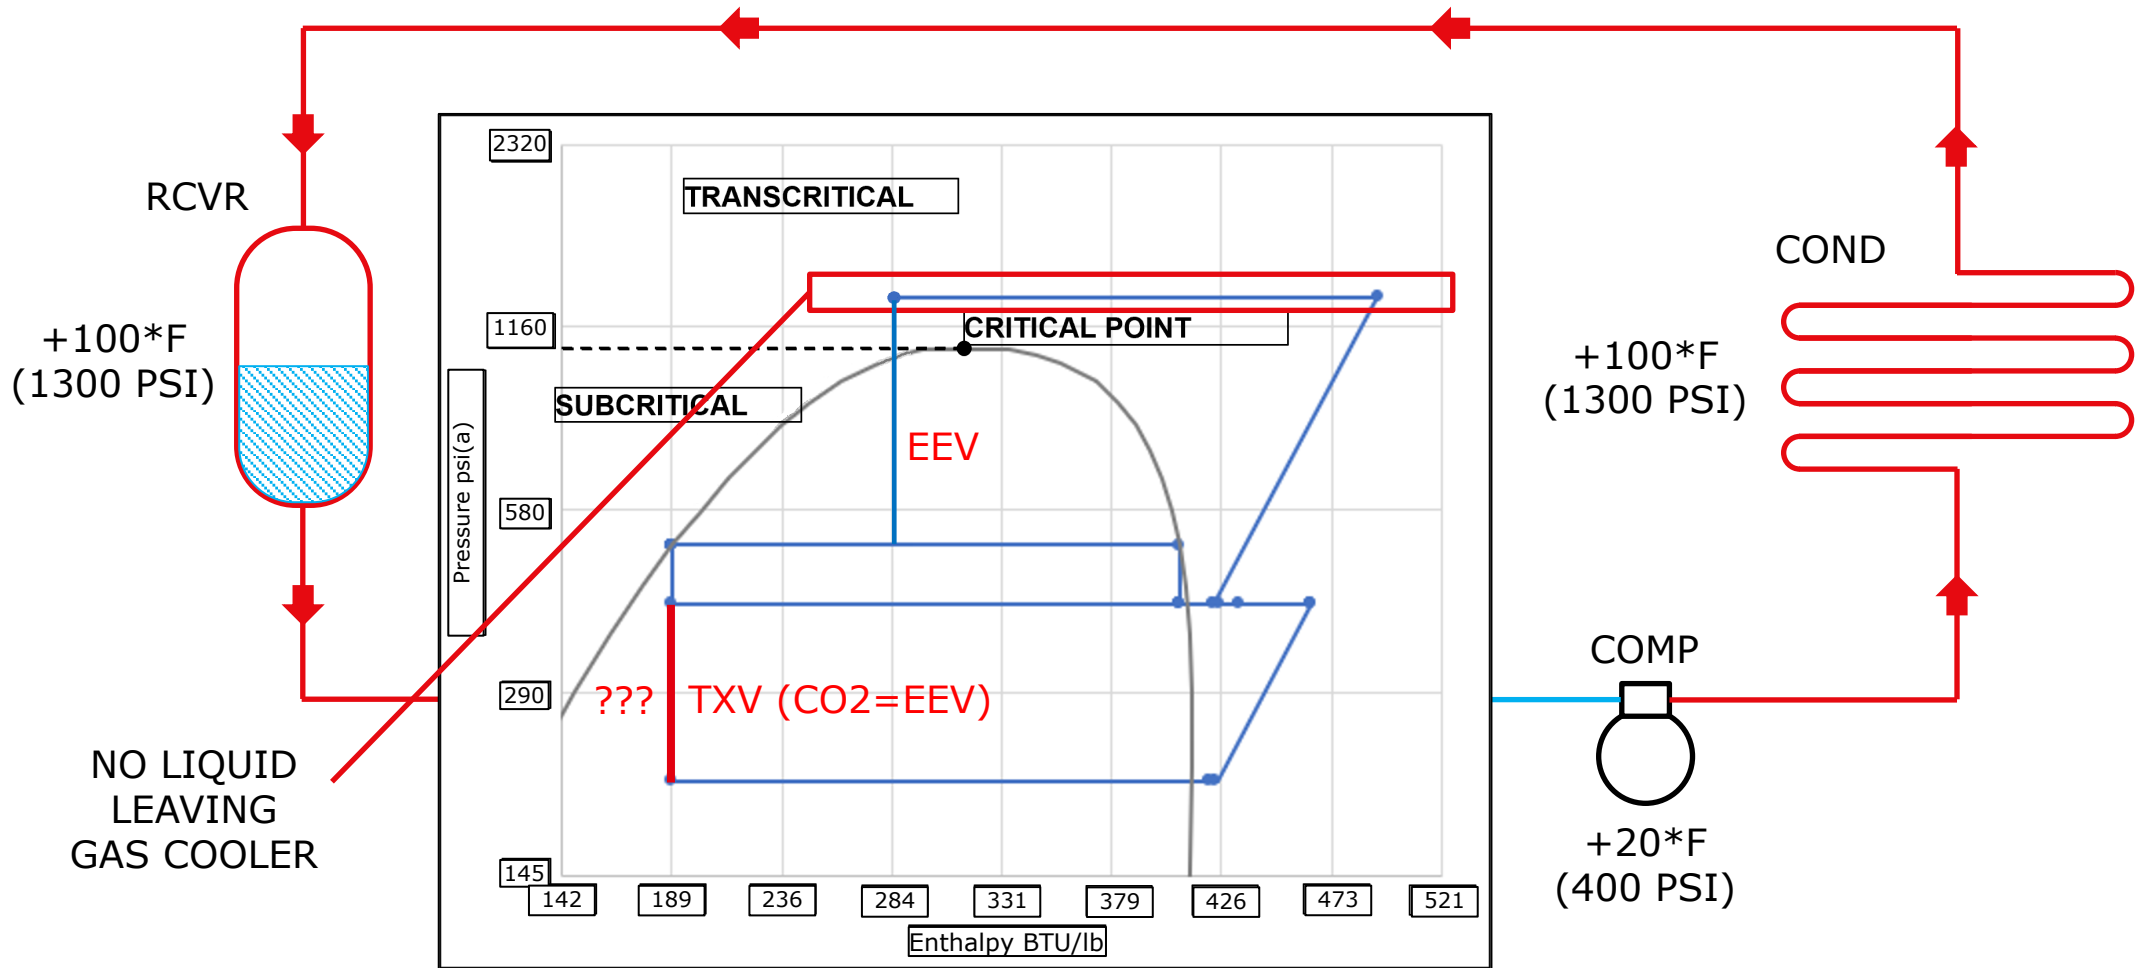 RCVR
+100*F
(1300 PSI)
NO LIQUID
LEAVING
GAS COOLER
2320
1160
580
290
145
Pressure psi(a)
TRANSCRITICAL
CRITICAL POINT
SUBCRITICAL
EEV
??? TXV (CO2=EEV)
142 189 236 284 331 379 426 473 521
Enthalpy BTU/lb
COND
+100*F
(1300 PSI)
COMP
+20*F
(400 PSI)